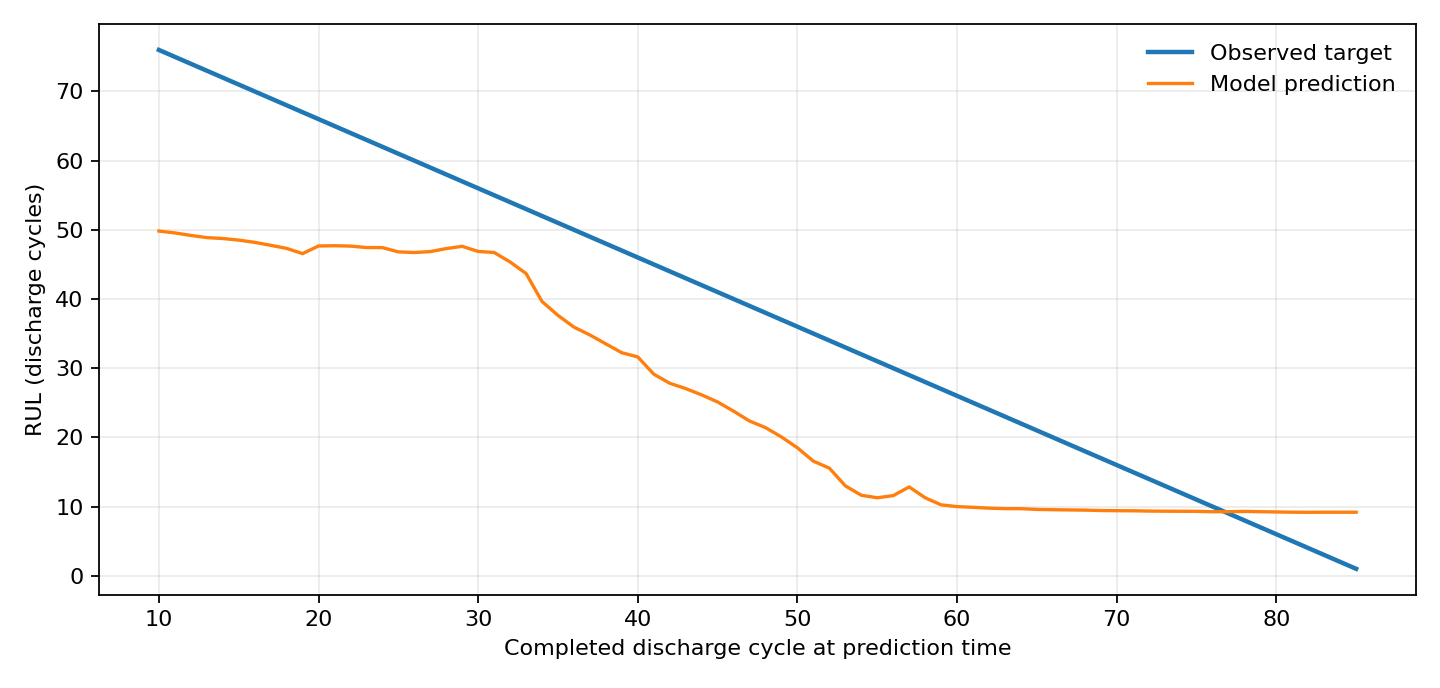 Observed target
Model prediction
RUL (discharge cycles)
70
60
50
40
30
20
10
0
10 20 30 40 50 60 70 80
Completed discharge cycle at prediction time